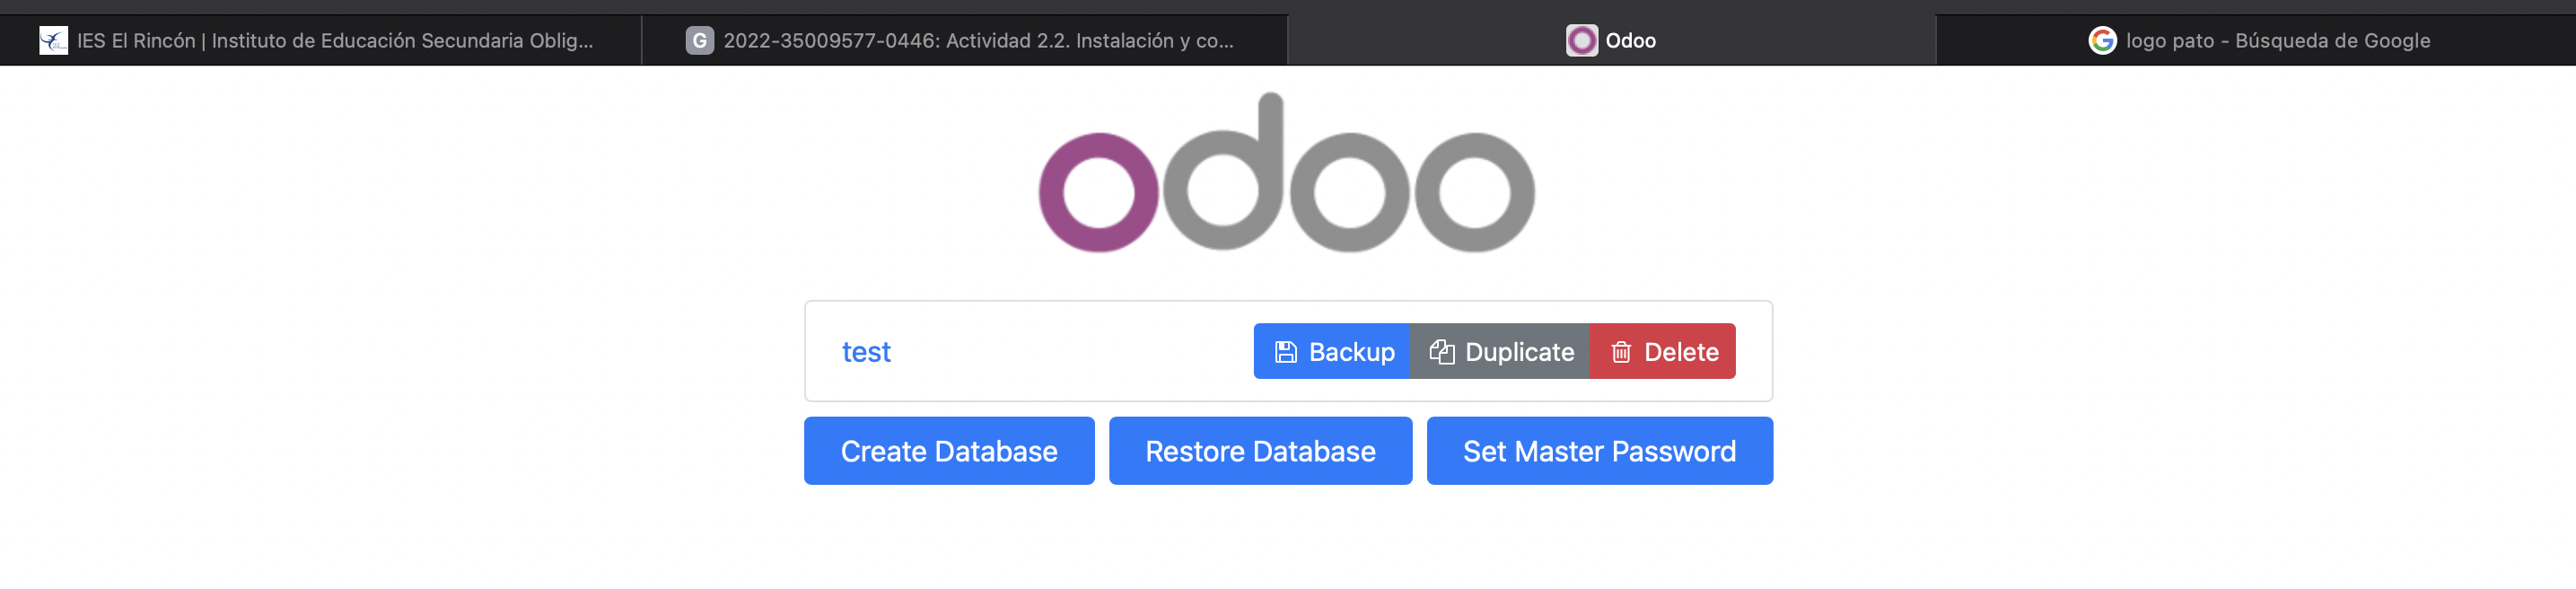 IES El Rincón | Instituto de Educación Secundaria Oblig...
G 2022-35009577-0446: Actividad 2.2. Instalación y co...
Odoo
logo pato - Búsqueda de Google
odoo
test
Backup
Duplicate
Delete
Create Database
Restore Database
Set Master Password